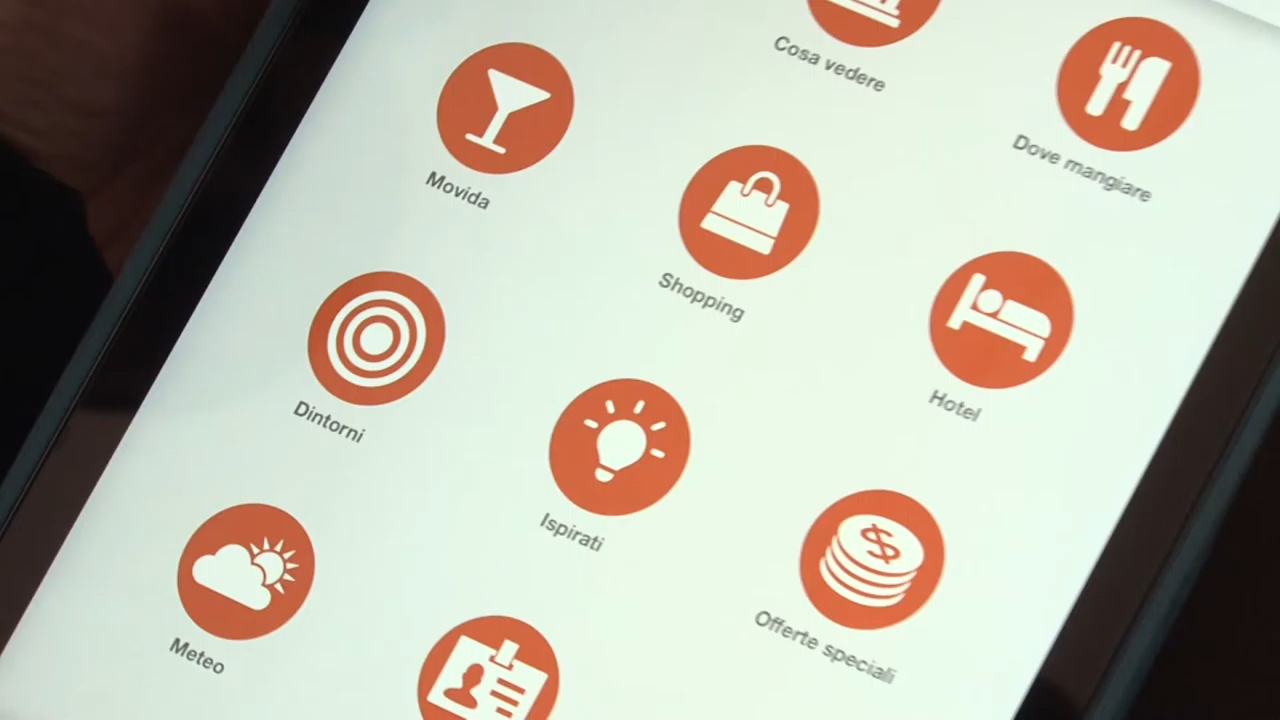 Cosa vedere
Dove mangiare
Movida
Shopping
Hotel
Dintorni
Ispirati
Offerte speciali
Meteo